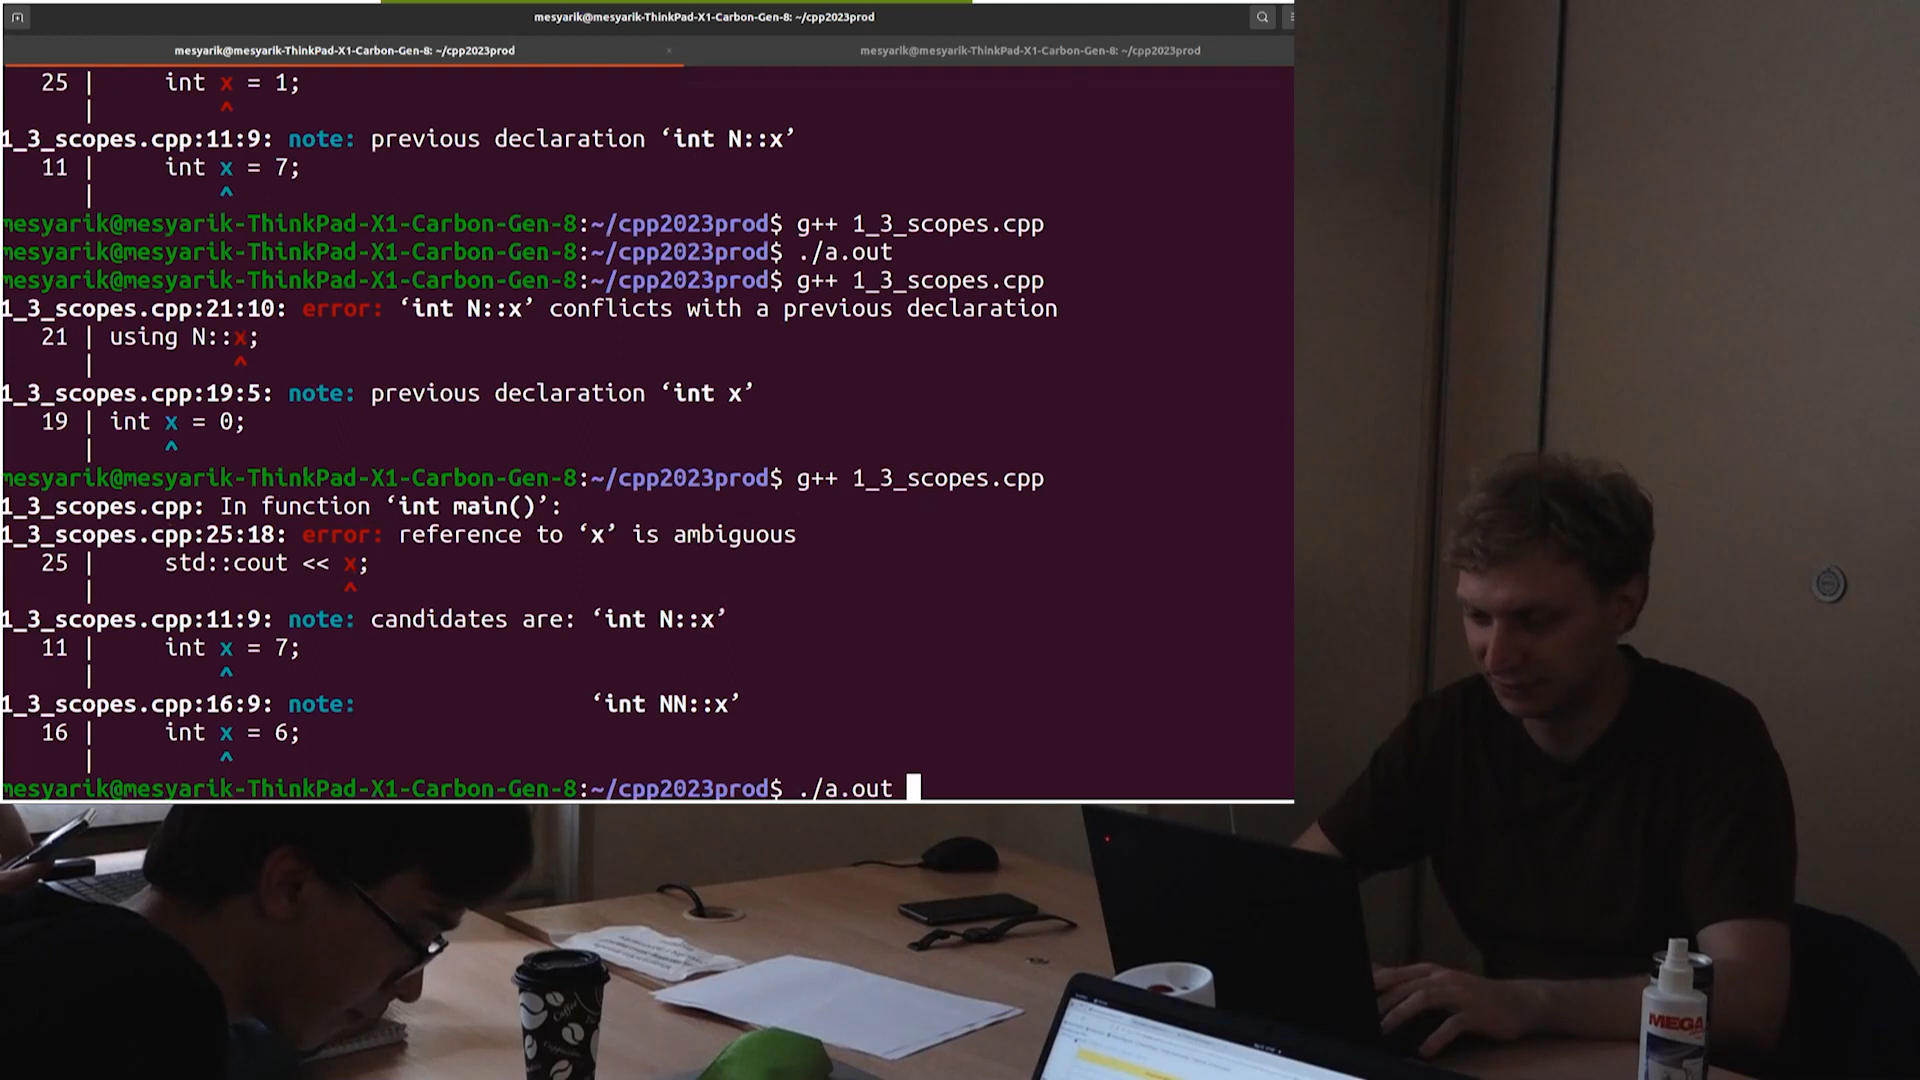 mesyarik@mesyarik-ThinkPad-X1-Carbon-Gen-8: ~/cpp2023prod
mesyarik@mesyarik-ThinkPad-X1-Carbon-Gen-8: ~/cpp2023prod × mesyarik@mesyarik-ThinkPad-X1-Carbon-Gen-8: ~/cpp2023prod
25 | int x = 1;
| ^
1_3_scopes.cpp:11:9: note: previous declaration ‘int N::x’
11 | int x = 7;
| ^
mesyarik@mesyarik-ThinkPad-X1-Carbon-Gen-8:~/cpp2023prod$ g++ 1_3_scopes.cpp
mesyarik@mesyarik-ThinkPad-X1-Carbon-Gen-8:~/cpp2023prod$ ./a.out
mesyarik@mesyarik-ThinkPad-X1-Carbon-Gen-8:~/cpp2023prod$ g++ 1_3_scopes.cpp
1_3_scopes.cpp:21:10: error: ‘int N::x’ conflicts with a previous declaration
21 | using N::x;
| ^
1_3_scopes.cpp:19:5: note: previous declaration ‘int x’
19 | int x = 0;
| ^
mesyarik@mesyarik-ThinkPad-X1-Carbon-Gen-8:~/cpp2023prod$ g++ 1_3_scopes.cpp
1_3_scopes.cpp: In function ‘int main()’:
1_3_scopes.cpp:25:18: error: reference to ‘x’ is ambiguous
25 | std::cout << x;
| ^
1_3_scopes.cpp:11:9: note: candidates are: ‘int N::x’
11 | int x = 7;
| ^
1_3_scopes.cpp:16:9: note: ‘int NN::x’
16 | int x = 6;
| ^
mesyarik@mesyarik-ThinkPad-X1-Carbon-Gen-8:~/cpp2023prod$ ./a.out
Coffee
MEGA